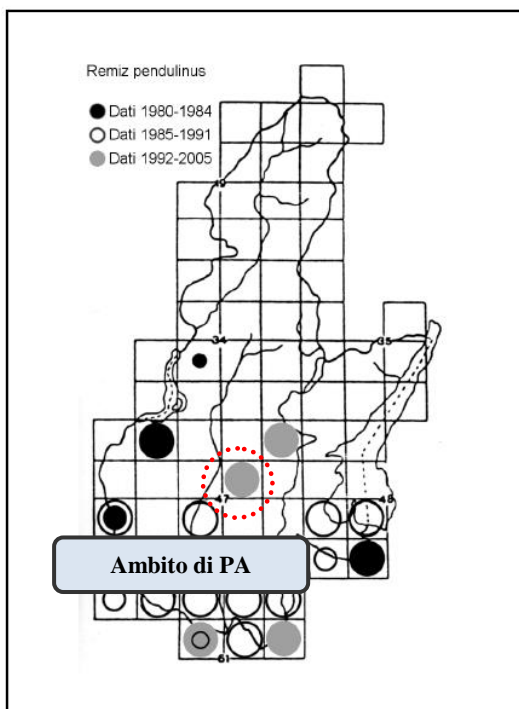 Remiz pendulinus
Dati 1980-1984
Dati 1985-1991
Dati 1992-2005
49
34
35
47
48
Ambito di PA
61